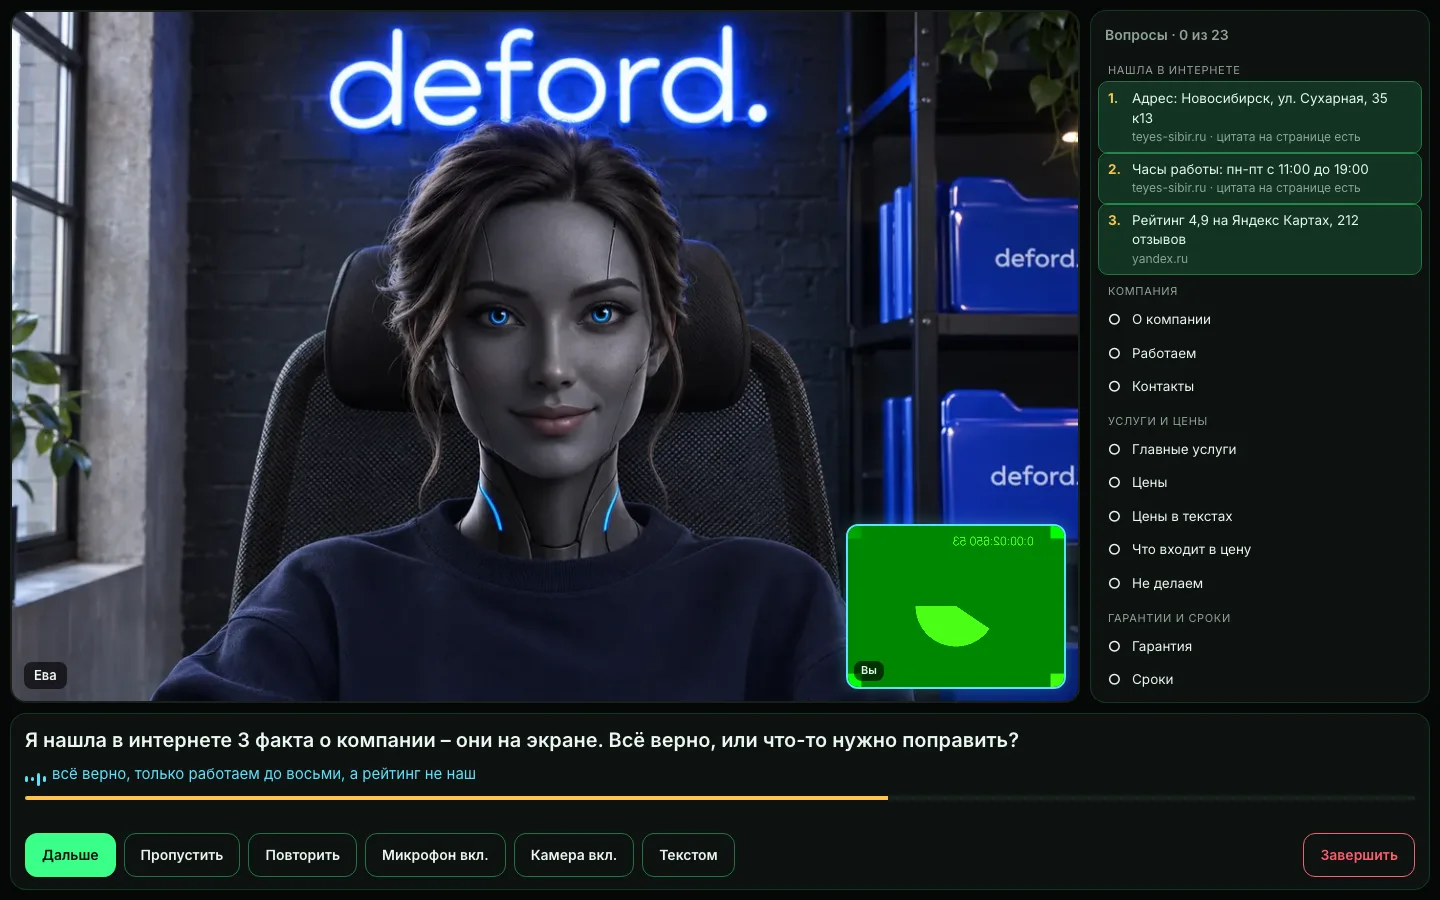 deford.
deford.
deford.
Ева
0:00:02:650 53
Вы
Вопросы · 0 из 23
НАШЛА В ИНТЕРНЕТЕ
1. Адрес: Новосибирск, ул. Сухарная, 35
к13
teyes-sibir.ru · цитата на странице есть
2. Часы работы: пн-пт с 11:00 до 19:00
teyes-sibir.ru · цитата на странице есть
3. Рейтинг 4,9 на Яндекс Картах, 212
отзывов
yandex.ru
КОМПАНИЯ
О компании
Работаем
Контакты
УСЛУГИ И ЦЕНЫ
Главные услуги
Цены
Цены в текстах
Что входит в цену
Не делаем
ГАРАНТИИ И СРОКИ
Гарантия
Сроки
Я нашла в интернете 3 факта о компании – они на экране. Всё верно, или что-то нужно поправить?
всё верно, только работаем до восьми, а рейтинг не наш
Дальше
Пропустить
Повторить
Микрофон вкл.
Камера вкл.
Текстом
Завершить